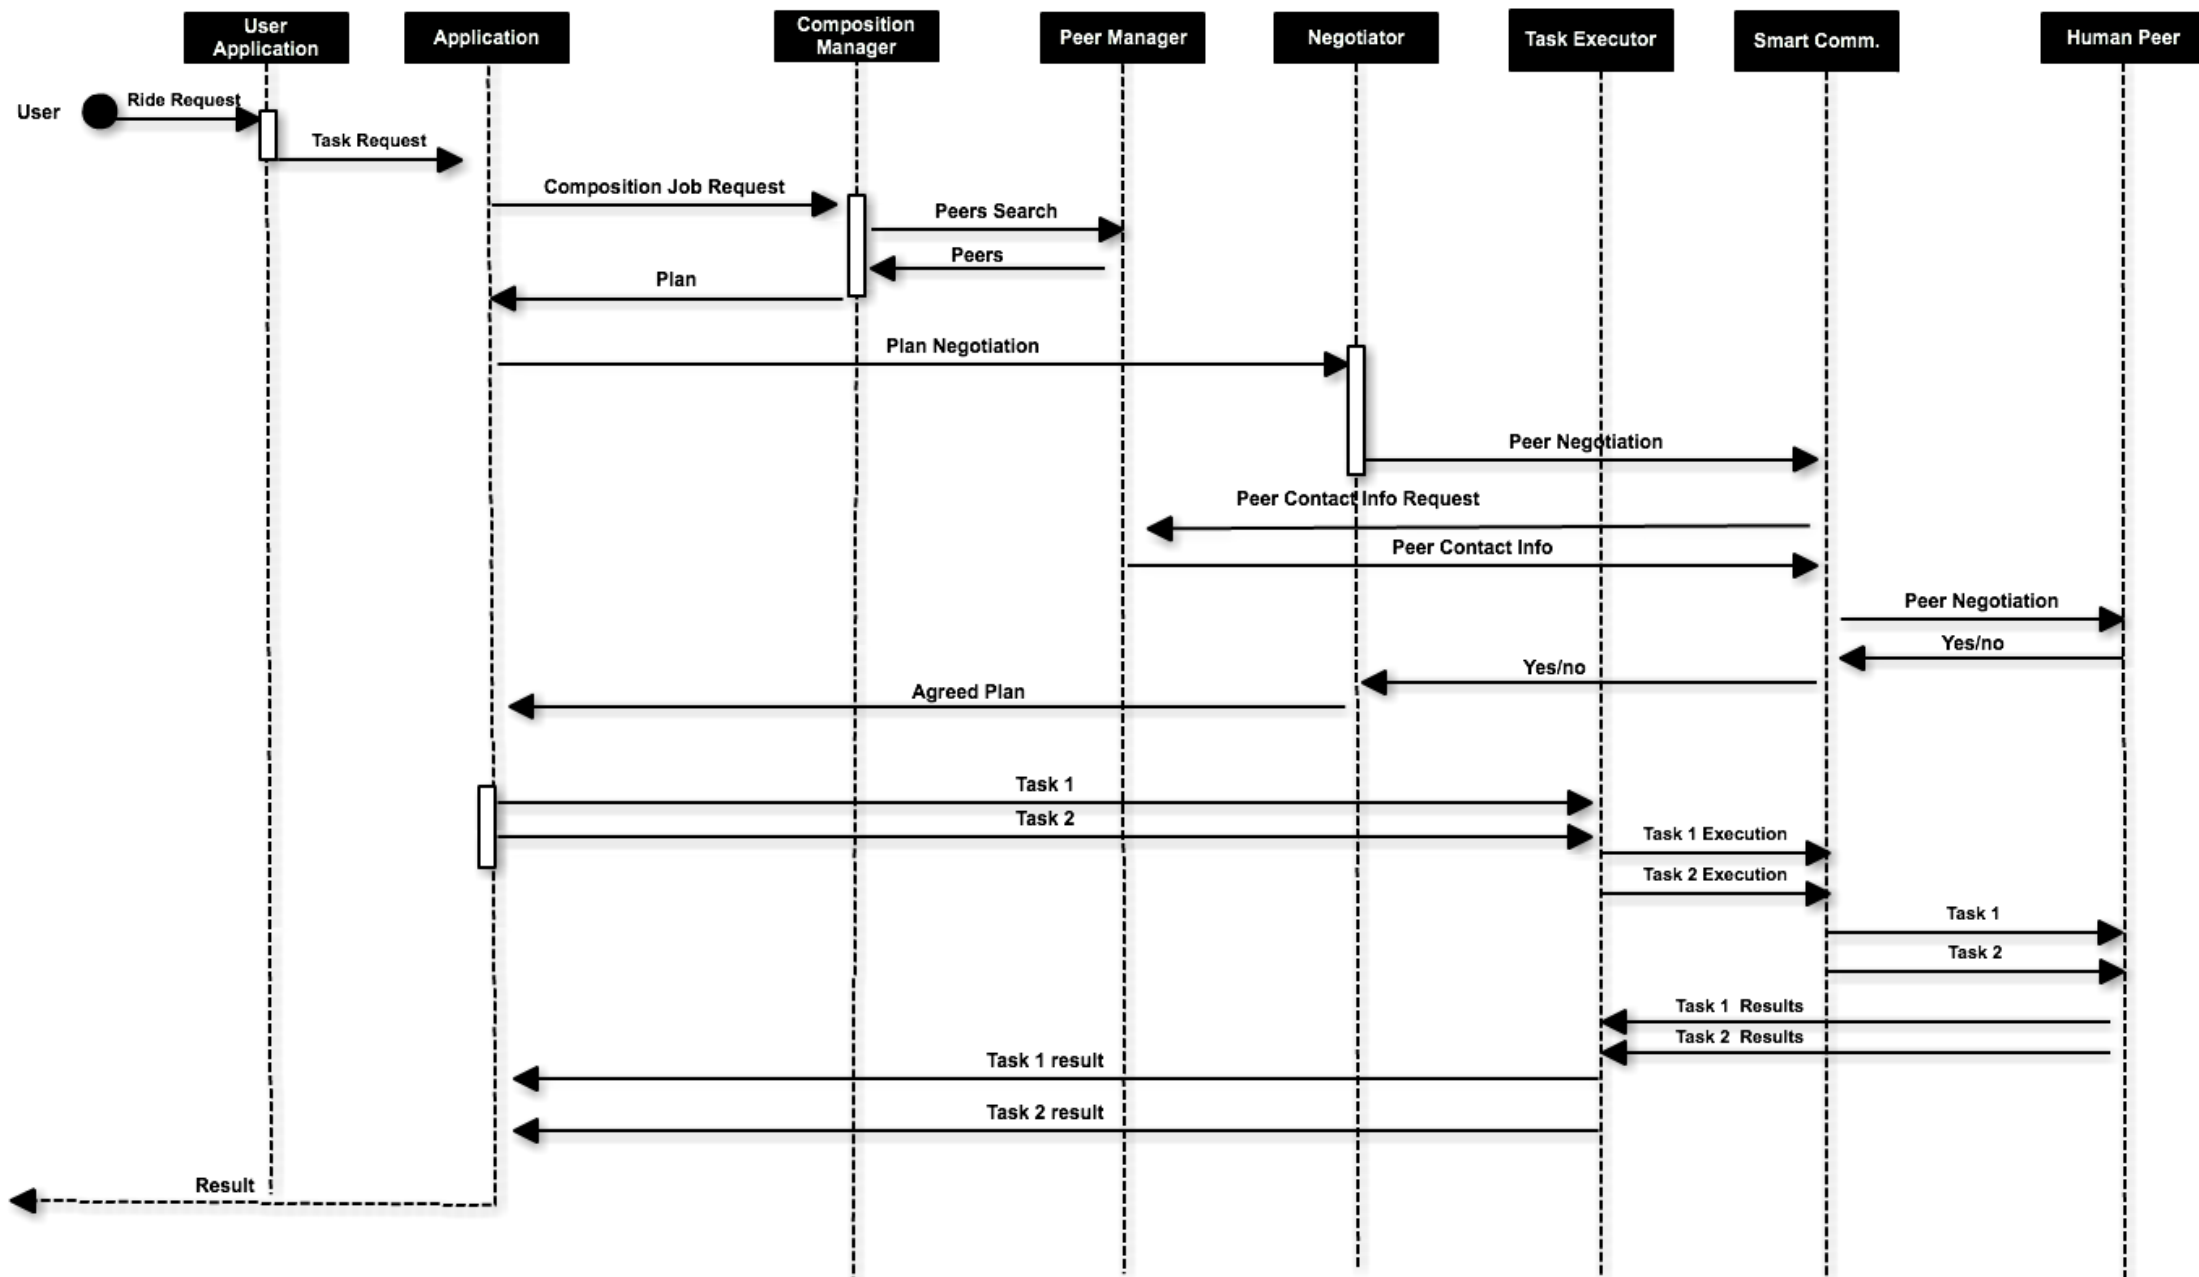 User
Application
Application
Composition
Manager
Peer Manager
Negotiator
Task Executor
Smart Comm.
Human Peer
User
Ride Request
Task Request
Composition Job Request
Peers Search
Peers
Plan
Plan Negotiation
Peer Negotiation
Peer Contact Info Request
Peer Contact Info
Peer Negotiation
Yes/no
Yes/no
Agreed Plan
Task 1
Task 2
Task 1 Execution
Task 2 Execution
Task 1
Task 2
Task 1 Results
Task 2 Results
Task 1 result
Task 2 result
Result